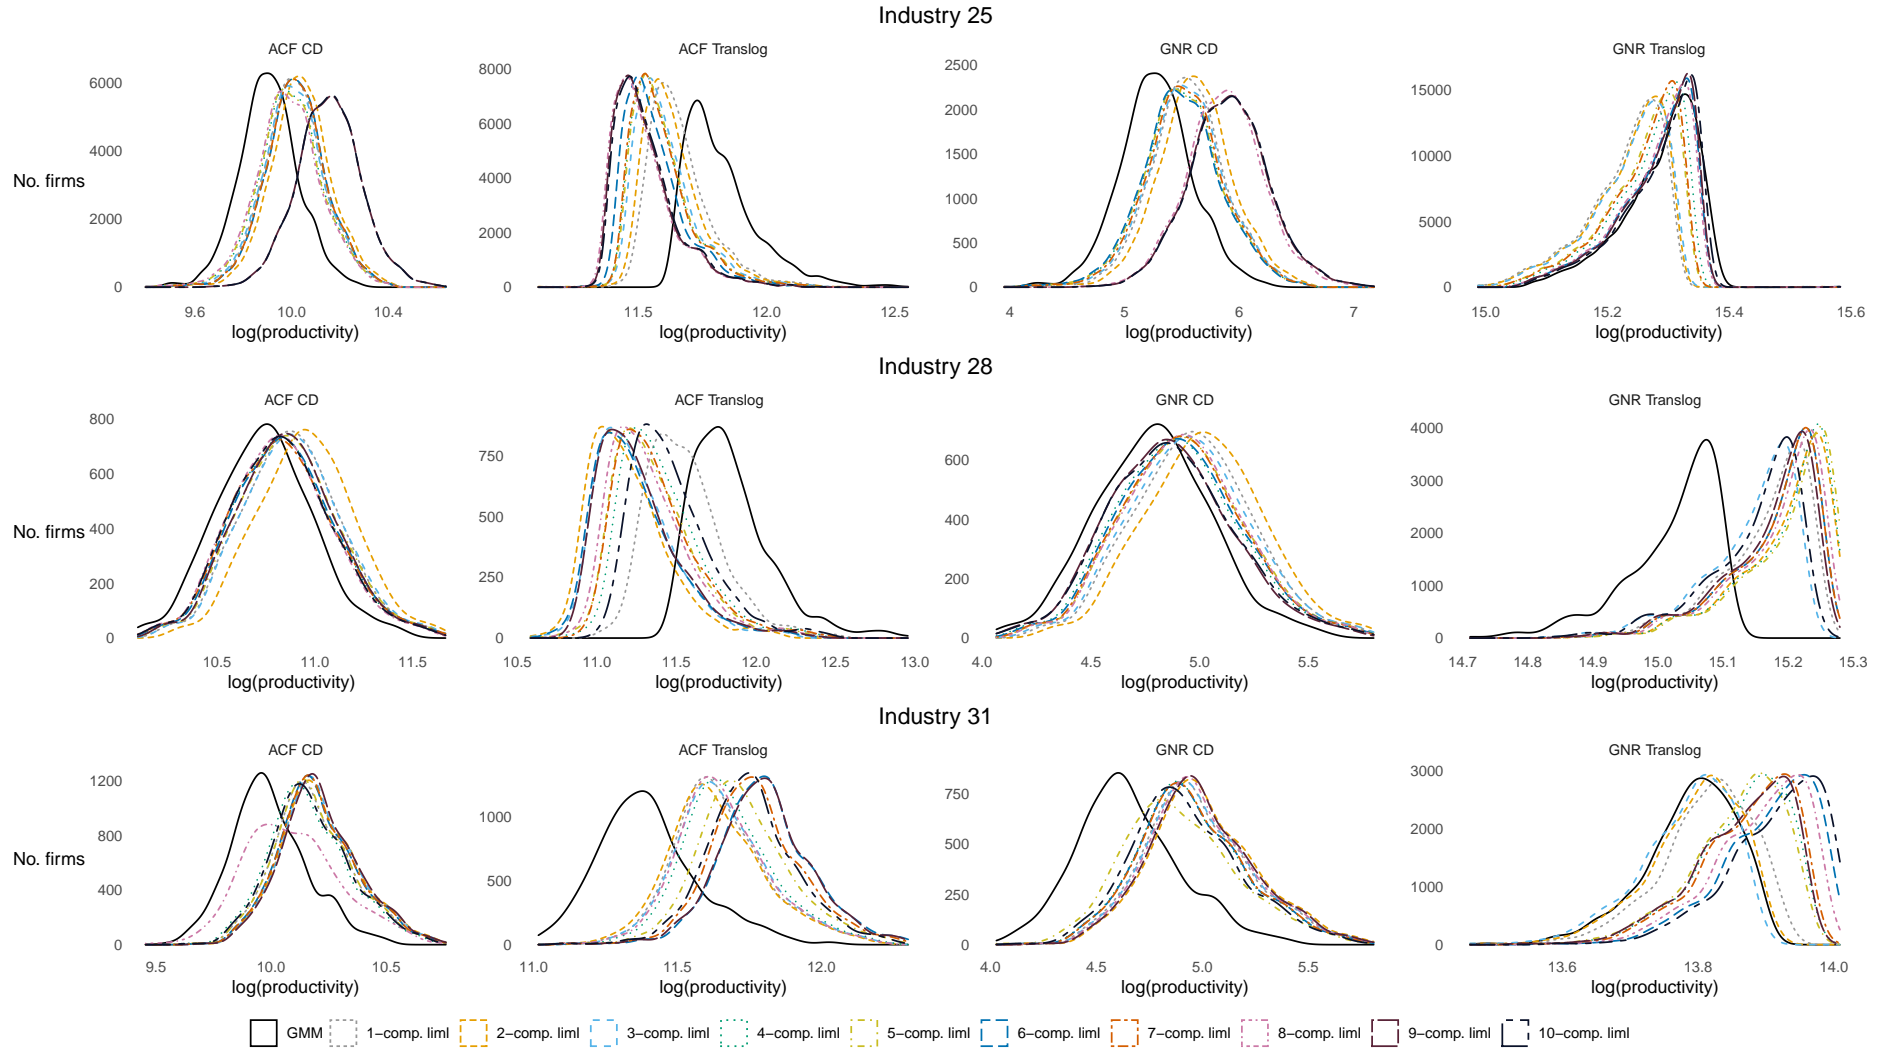 Industry 25
ACF CD
ACF Translog
GNR CD
GNR Translog
No. firms
6000
4000
2000
0
9.6 10.0 10.4
log(productivity)
8000
6000
4000
2000
0
11.5 12.0 12.5
log(productivity)
2500
2000
1500
1000
500
0
4 5 6 7
log(productivity)
15000
10000
5000
0
15.0 15.2 15.4 15.6
log(productivity)
Industry 28
ACF CD
ACF Translog
GNR CD
GNR Translog
No. firms
800
600
400
200
0
10.5 11.0 11.5
log(productivity)
750
500
250
0
10.5 11.0 11.5 12.0 12.5 13.0
log(productivity)
600
400
200
0
4.0 4.5 5.0 5.5
log(productivity)
4000
3000
2000
1000
0
14.7 14.8 14.9 15.0 15.1 15.2 15.3
log(productivity)
Industry 31
ACF CD
ACF Translog
GNR CD
GNR Translog
No. firms
1200
800
400
0
9.5 10.0 10.5
log(productivity)
1000
500
0
11.0 11.5 12.0
log(productivity)
750
500
250
0
4.0 4.5 5.0 5.5
log(productivity)
3000
2000
1000
0
13.6 13.8 14.0
log(productivity)
GMM 1−comp. liml 2−comp. liml 3−comp. liml 4−comp. liml 5−comp. liml 6−comp. liml 7−comp. liml 8−comp. liml 9−comp. liml 10−comp. liml